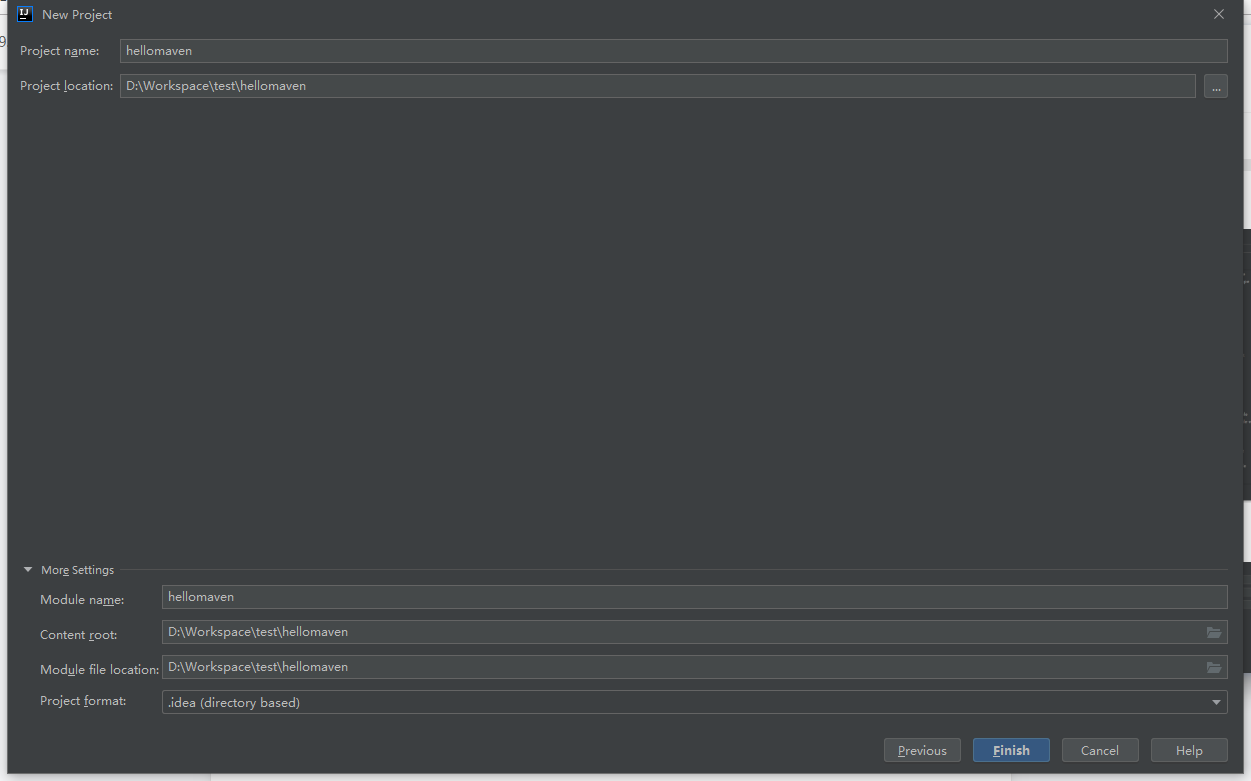 IJ
New Project
Project name: hellomaven
Project location: D:\Workspace\test\hellomaven ...
More Settings
Module name: hellomaven
Content root: D:\Workspace\test\hellomaven
Module file location: D:\Workspace\test\hellomaven
Project format: .idea (directory based)
Previous Finish Cancel Help